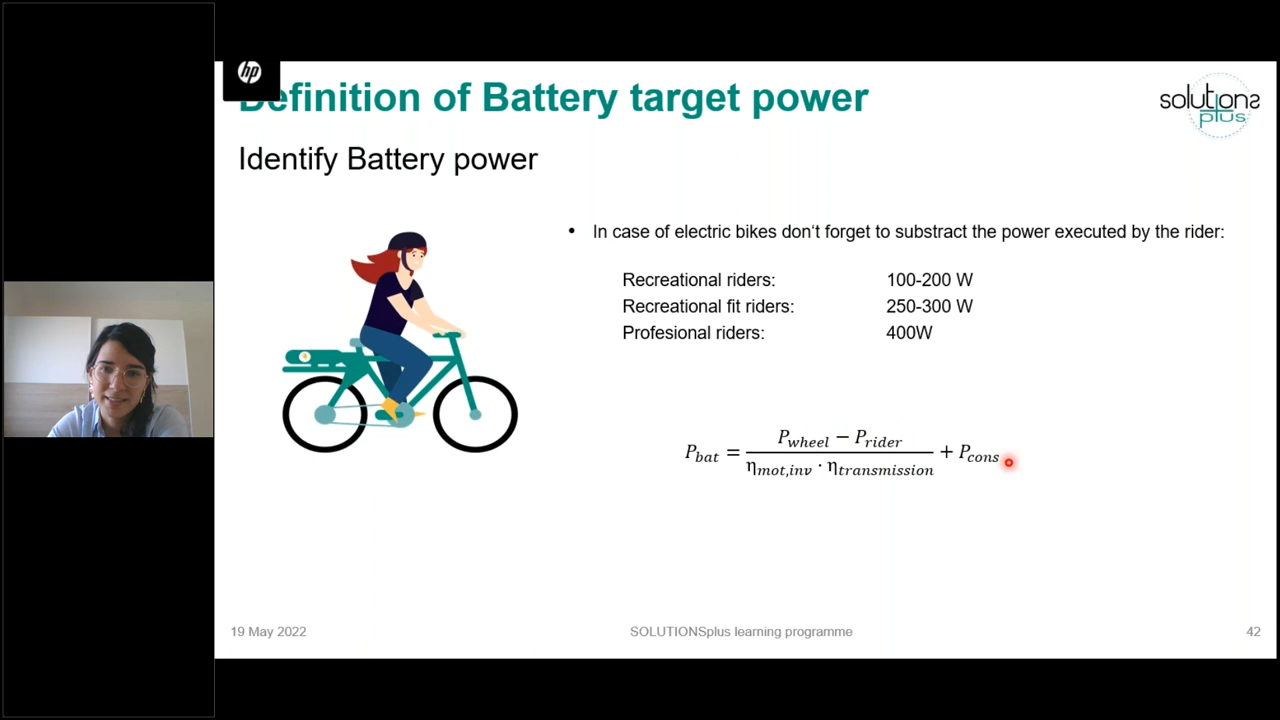 hp
Definition of Battery target power
solutions
plus
Identify Battery power
• In case of electric bikes don't forget to substract the power executed by the rider:
Recreational riders: 100-200 W
Recreational fit riders: 250-300 W
Profesional riders: 400W
P_bat = (P_wheel − P_rider) / (η_mot,inv · η_transmission) + P_cons
19 May 2022 SOLUTIONSplus learning programme 42